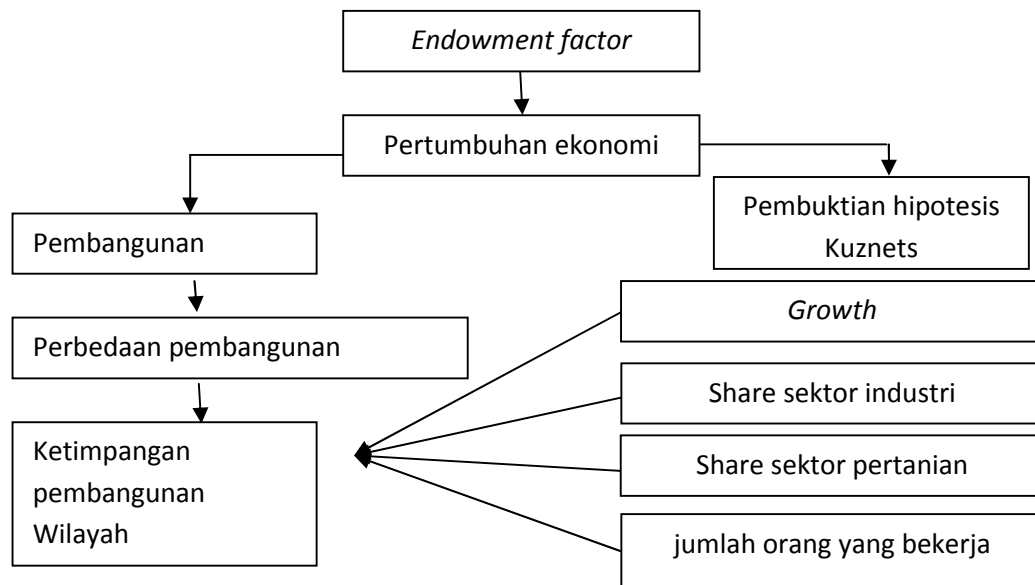 Endowment factor
Pertumbuhan ekonomi
Pembuktian hipotesis
Kuznets
Pembangunan
Perbedaan pembangunan
Ketimpangan
pembangunan
Wilayah
Growth
Share sektor industri
Share sektor pertanian
jumlah orang yang bekerja